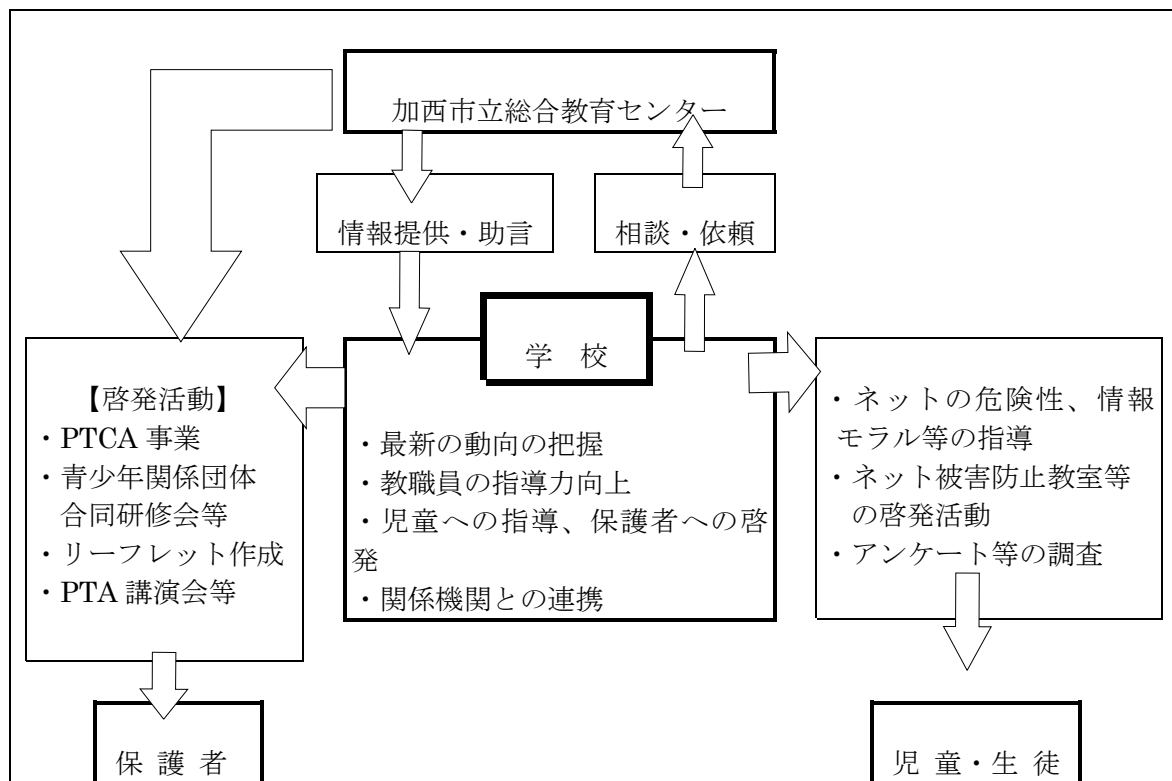 加西市立総合教育センター
情報提供・助言
相談・依頼
学 校
【啓発活動】
・PTCA 事業
・青少年関係団体
合同研修会等
・リーフレット作成
・PTA 講演会等
・最新の動向の把握
・教職員の指導力向上
・児童への指導、保護者への啓
発
・関係機関との連携
・ネットの危険性、情報
モラル等の指導
・ネット被害防止教室等
の啓発活動
・アンケート等の調査
保 護 者
児 童・生 徒